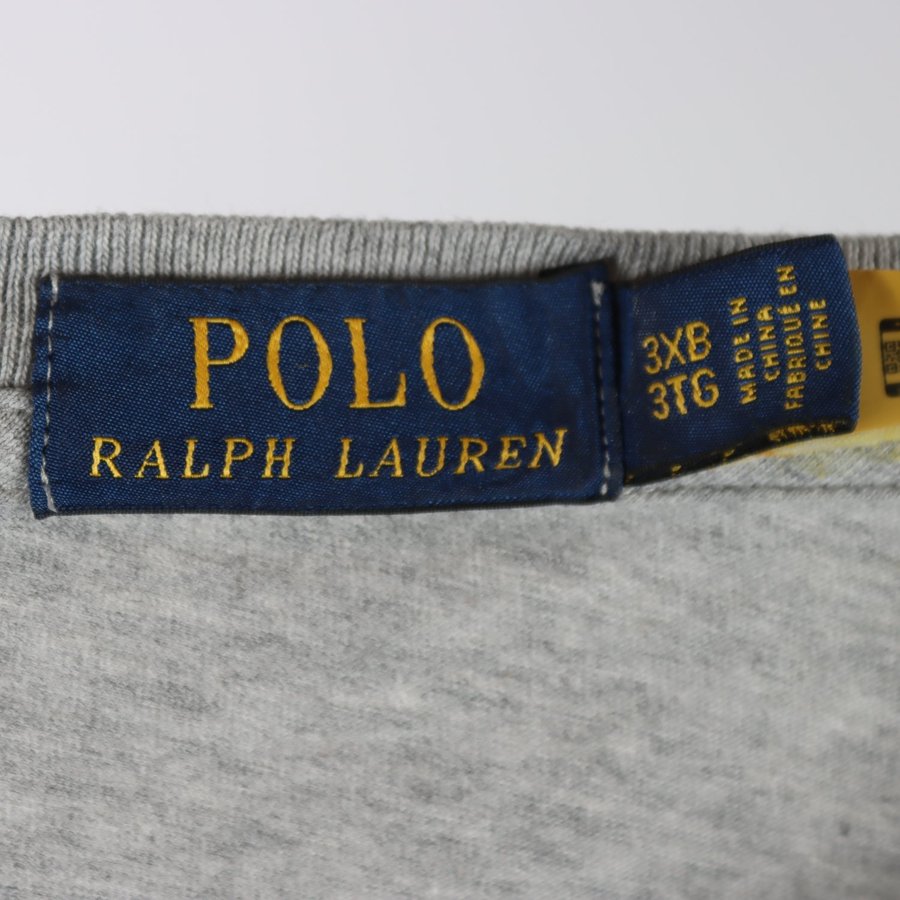 POLO
RALPH LAUREN
3XB
3TG
MADE IN
CHINA
FABRIQUÉ EN
CHINE